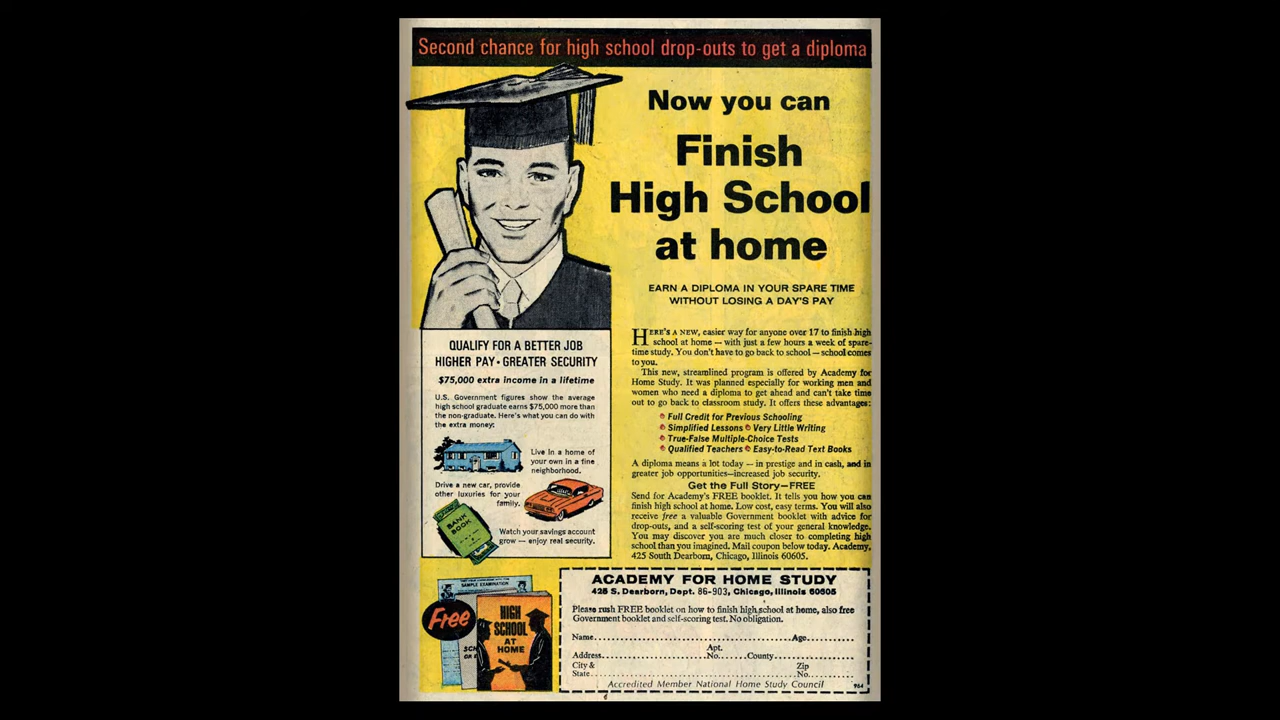 Second chance for high school drop-outs to get a diploma
Now you can
Finish
High School
at home
EARN A DIPLOMA IN YOUR SPARE TIME
WITHOUT LOSING A DAY'S PAY
HERE'S A NEW, easier way for anyone over 17 to finish high
school at home — with just a few hours a week of spare-
time study. You don't have to go back to school — school comes
to you.
This new, streamlined program is offered by Academy for
Home Study. It was planned especially for working men and
women who need a diploma to get ahead and can't take time
out to go back to classroom study. It offers these advantages:
Full Credit for Previous Schooling
Simplified Lessons Very Little Writing
True-False Multiple-Choice Tests
Qualified Teachers Easy-to-Read Text Books
A diploma means a lot today — in prestige and in cash, and in
greater job opportunities—increased job security.
Get the Full Story—FREE
Send for Academy's FREE booklet. It tells you how you can
finish high school at home. Low cost, easy terms. You will also
receive free a valuable Government booklet with advice for
drop-outs, and a self-scoring test of your general knowledge.
You may discover you are much closer to completing high
school than you imagined. Mail coupon below today. Academy,
425 South Dearborn, Chicago, Illinois 60605.
QUALIFY FOR A BETTER JOB
HIGHER PAY • GREATER SECURITY
$75,000 extra income in a lifetime
U.S. Government figures show the average
high school graduate earns $75,000 more than
the non-graduate. Here's what you can do with
the extra money:
Live in a home of
your own in a fine
neighborhood.
Drive a new car, provide
other luxuries for your
family.
BANK
BOOK
Watch your savings account
grow — enjoy real security.
SAMPLE EXAMINATION
Free
HIGH
SCHOOL
AT
HOME
ACADEMY FOR HOME STUDY
425 S. Dearborn, Dept. 86-903, Chicago, Illinois 60605
Please rush FREE booklet on how to finish high school at home, also free
Government booklet and self-scoring test. No obligation.
Name Age
Apt.
Address No. County
City & Zip
State No.
Accredited Member National Home Study Council 964